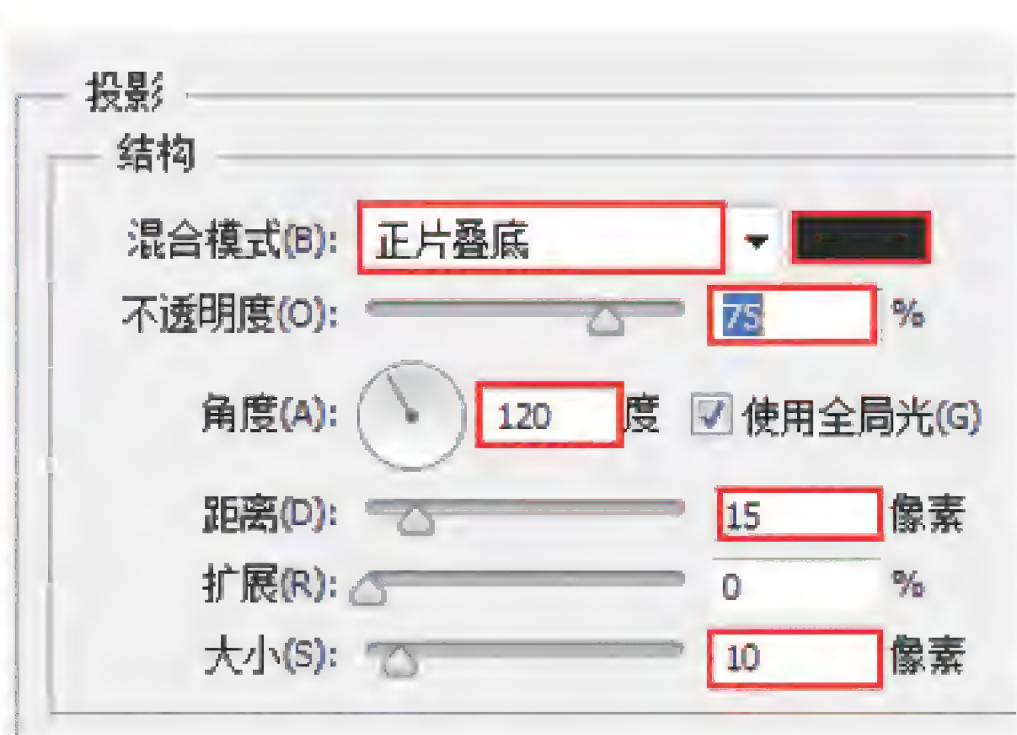 投影
结构
混合模式(B): 正片叠底
不透明度(O): 75 %
角度(A): 120 度 使用全局光(G)
距离(D): 15 像素
扩展(R): 0 %
大小(S): 10 像素